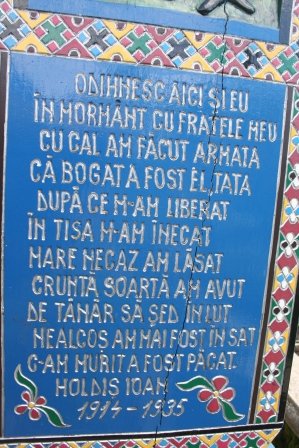 ODIHNESC AICI ȘI EU
ÎN MORMÂNT CU FRATELE MEU
CU CAL AM FĂCUT ARMATA
CĂ BOGAT A FOST EL, TATA
DUPĂ CE M-AM LIBERAT
ÎN TISA M-AM INECAT
MARE NECAZ AM LĂSAT
CRUNTĂ SOARTĂ AM AVUT
DE TÂNĂR SĂ ȘED ÎN LUT
NEALCOȘ AM MAI FOST ÎN SAT
C-AM MURIT A FOST PĂCAT.
HOLDIȘ IOAN
1914-1935